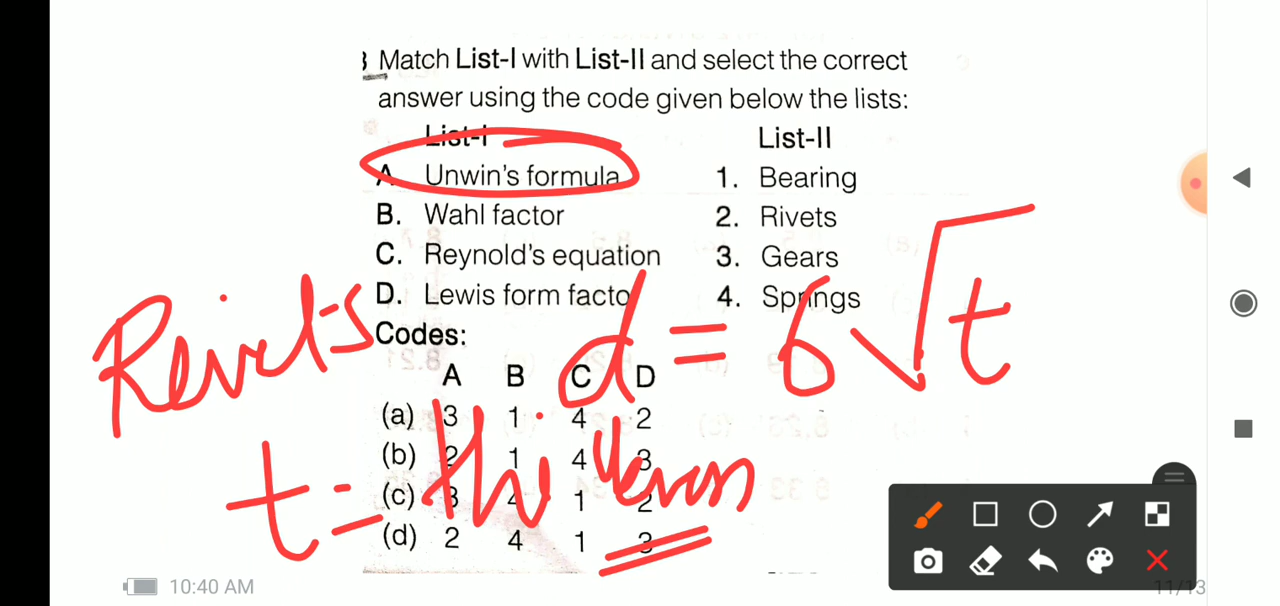 Match List-I with List-II and select the correct
answer using the code given below the lists:
List-I List-II
A. Unwin's formula 1. Bearing
B. Wahl factor 2. Rivets
C. Reynold's equation 3. Gears
D. Lewis form factor 4. Springs
Rivets d = 6√t
Codes:
A B C D
(a) 3 1 4 2
(b) 2 1 4 3
(c) 3 4 1 2
(d) 2 4 1 3
t =
10:40 AM 11/13